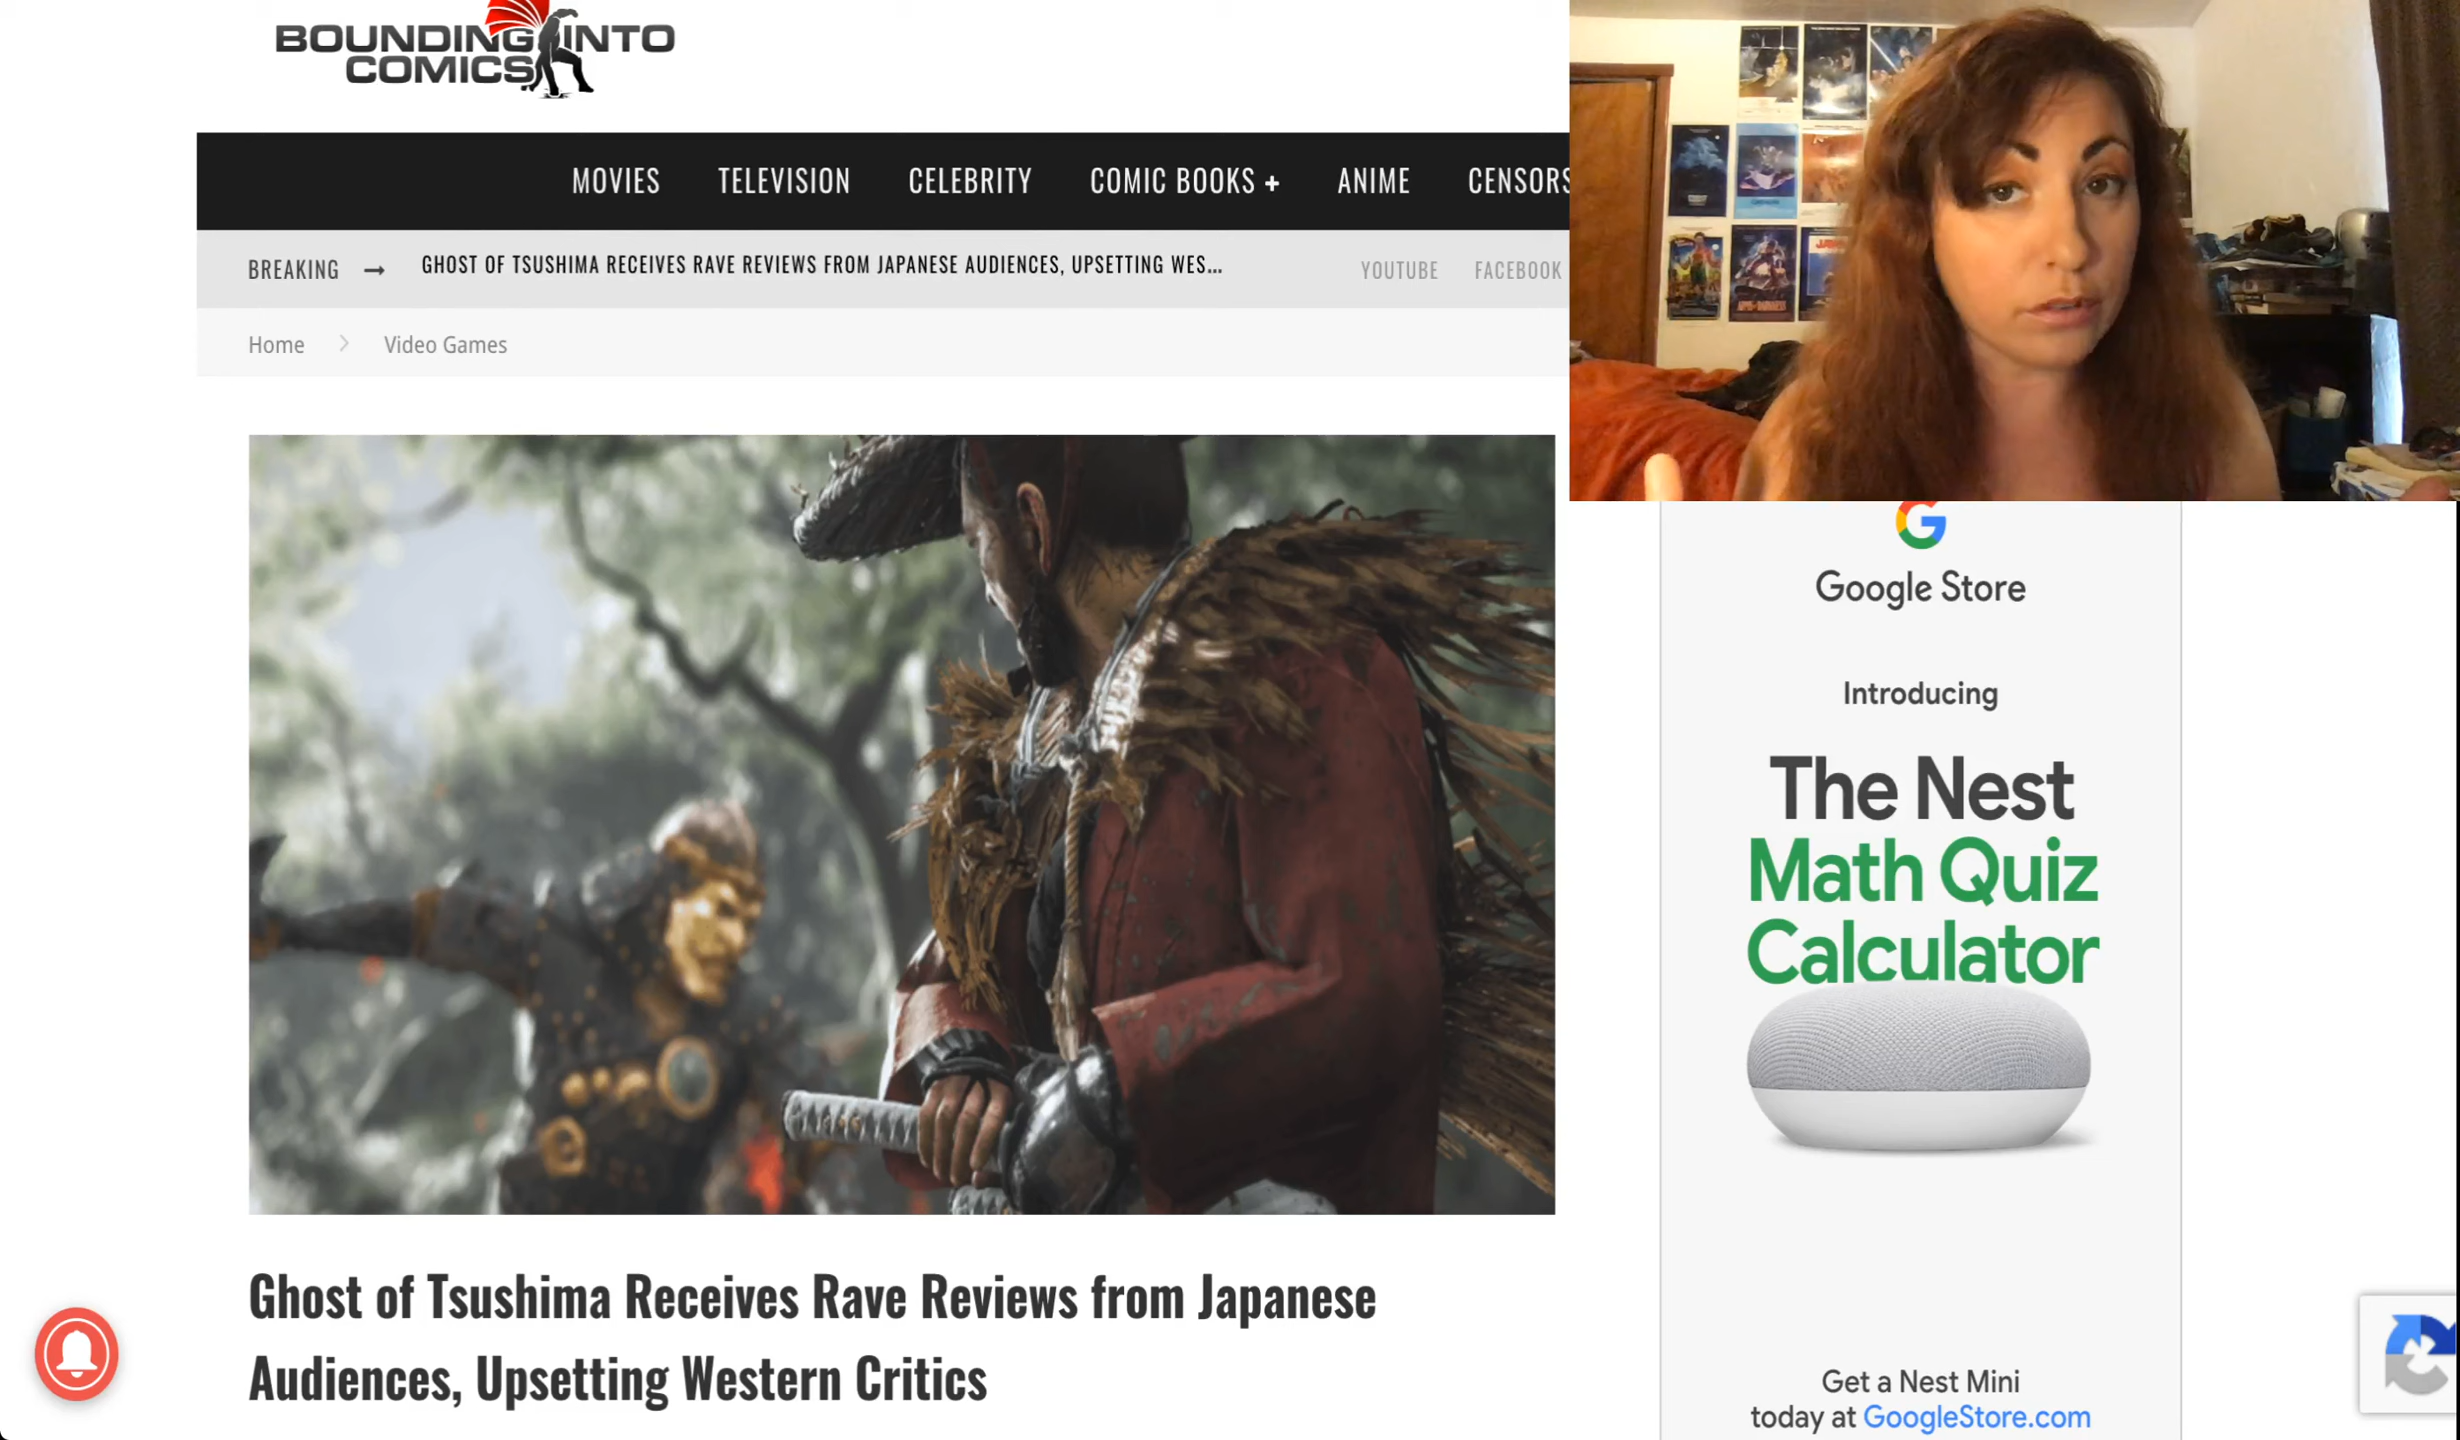 BOUNDING INTO
COMICS
MOVIES TELEVISION CELEBRITY COMIC BOOKS + ANIME CENSORS
BREAKING → GHOST OF TSUSHIMA RECEIVES RAVE REVIEWS FROM JAPANESE AUDIENCES, UPSETTING WES... YOUTUBE FACEBOOK
Home > Video Games
Google Store
Introducing
The Nest
Math Quiz
Calculator
Ghost of Tsushima Receives Rave Reviews from Japanese
Audiences, Upsetting Western Critics
Get a Nest Mini
today at GoogleStore.com